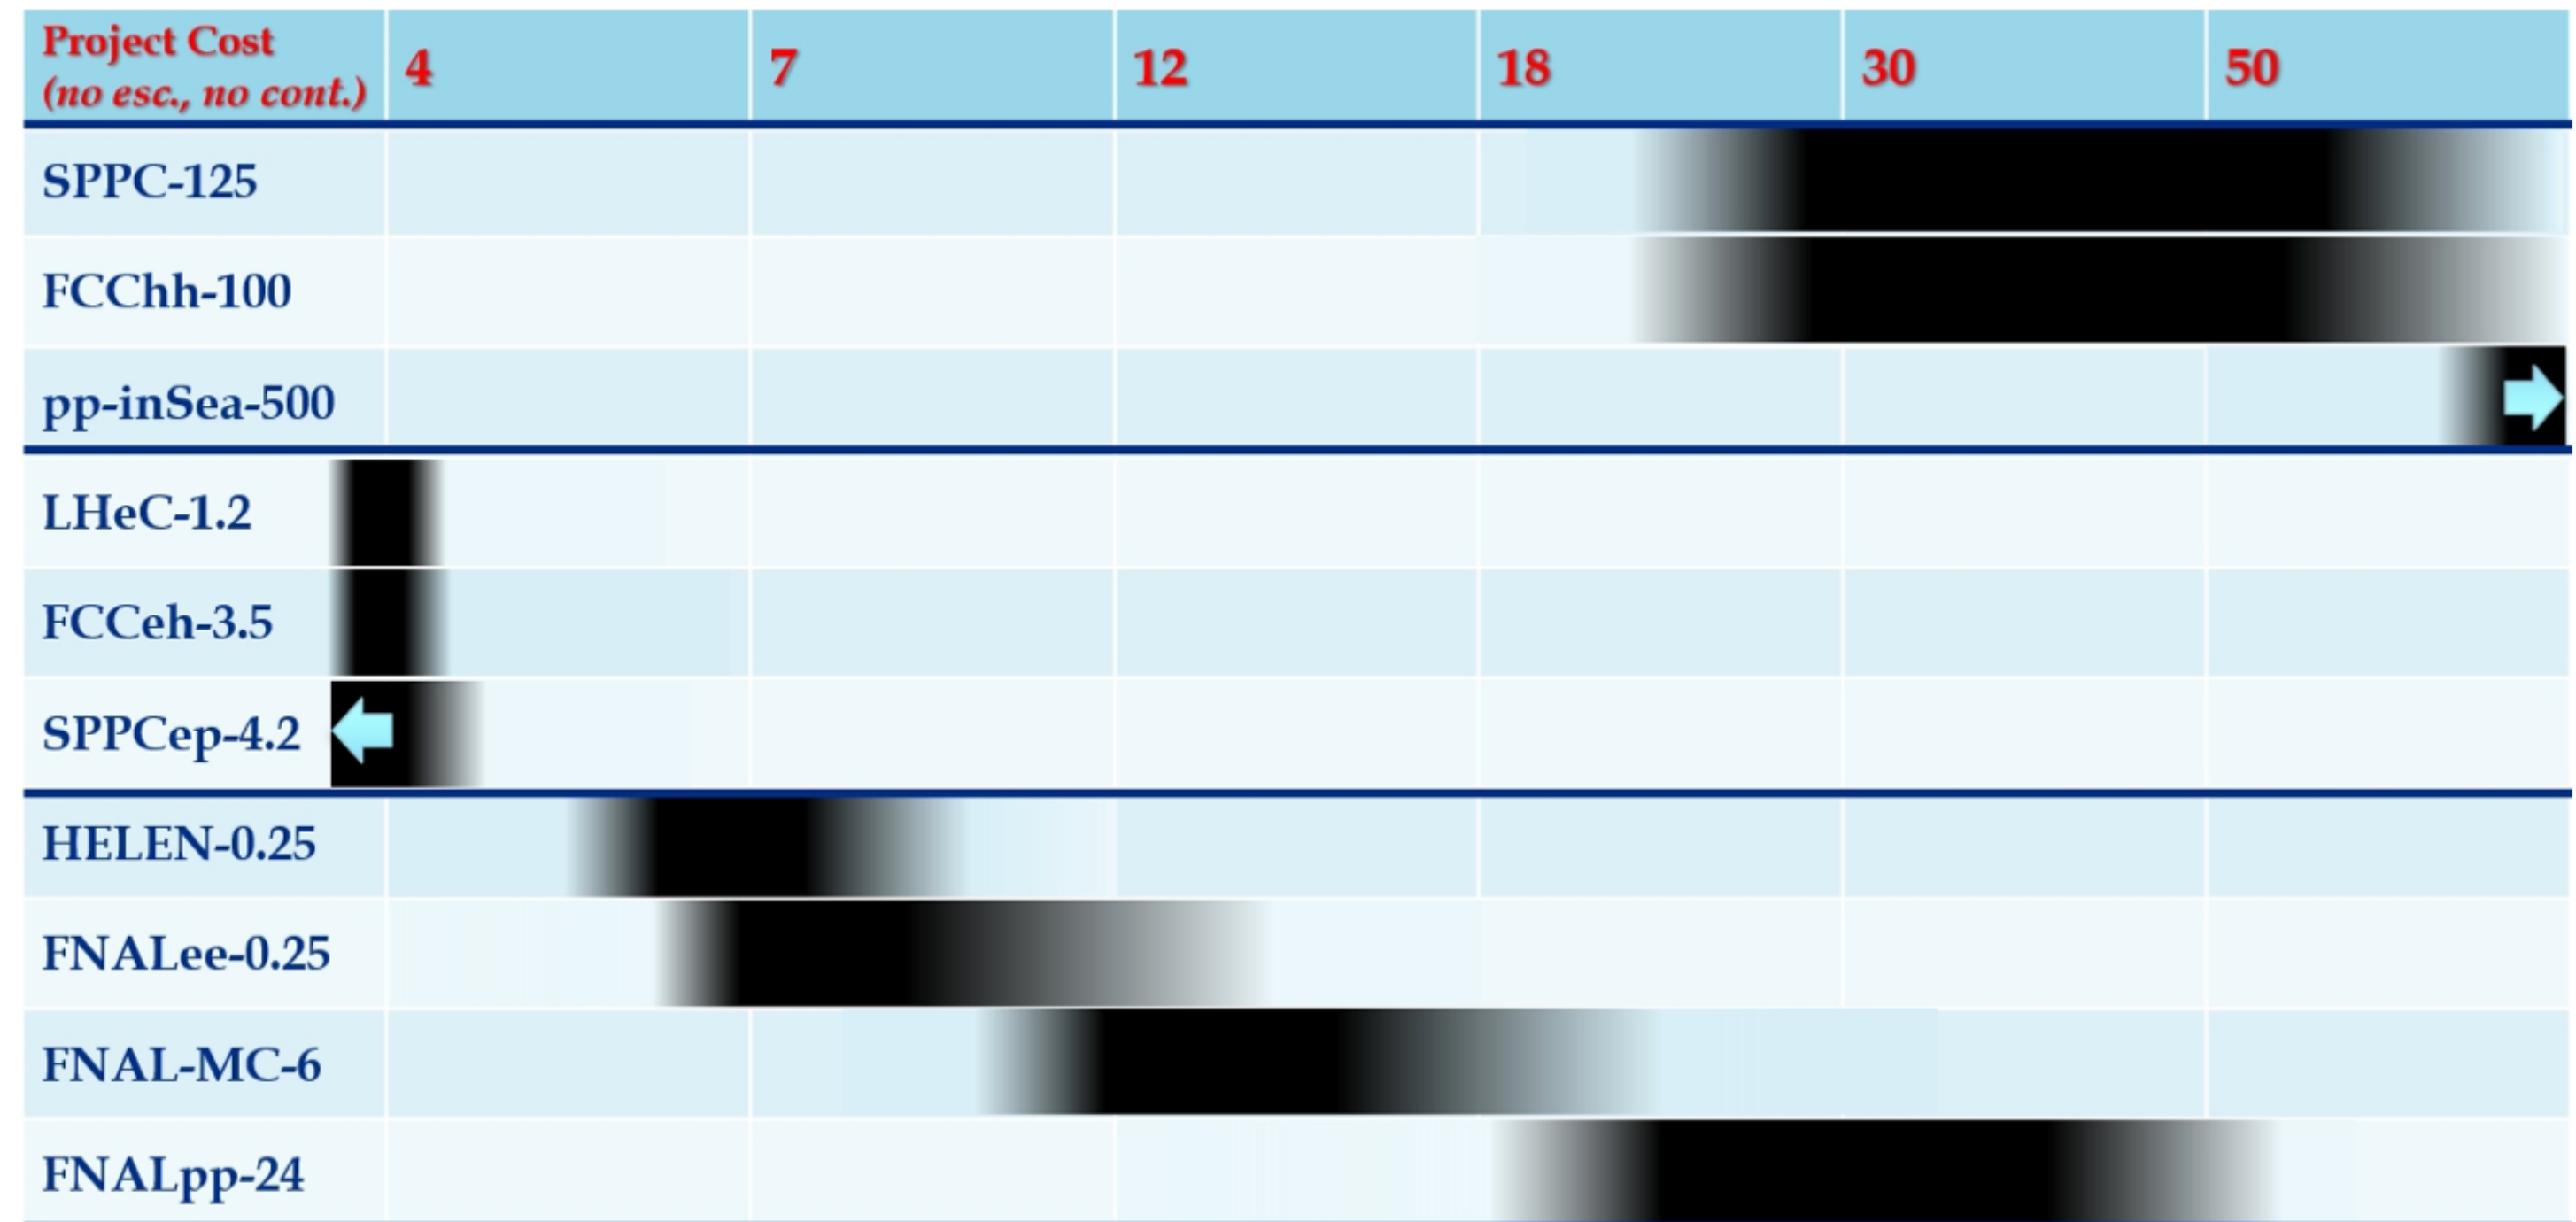 Project Cost
(no esc., no cont.)
4 7 12 18 30 50
SPPC-125
FCChh-100
pp-inSea-500
LHeC-1.2
FCCeh-3.5
SPPCep-4.2
HELEN-0.25
FNALee-0.25
FNAL-MC-6
FNALpp-24